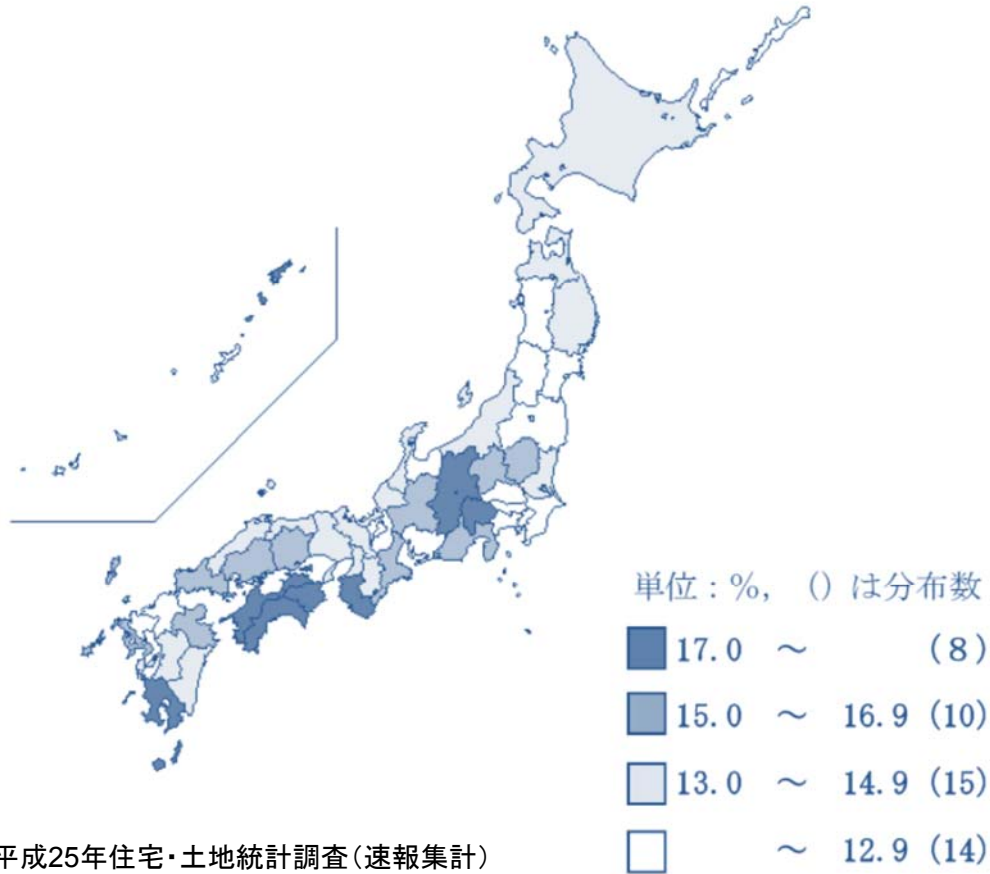 単位：%, （）は分布数
17.0 ～ （8）
15.0 ～ 16.9（10）
13.0 ～ 14.9（15）
～ 12.9（14）
平成25年住宅・土地統計調査（速報集計）